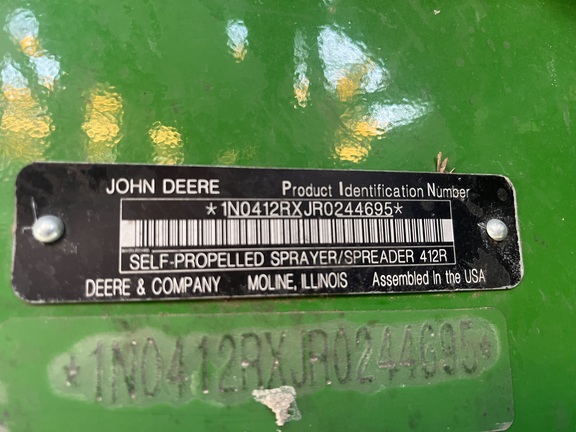 JOHN DEERE Product Identification Number
*1N0412RXJR0244695*
SELF-PROPELLED SPRAYER/SPREADER 412R
DEERE & COMPANY MOLINE, ILLINOIS Assembled In the USA
*1N0412RXJR0244695*